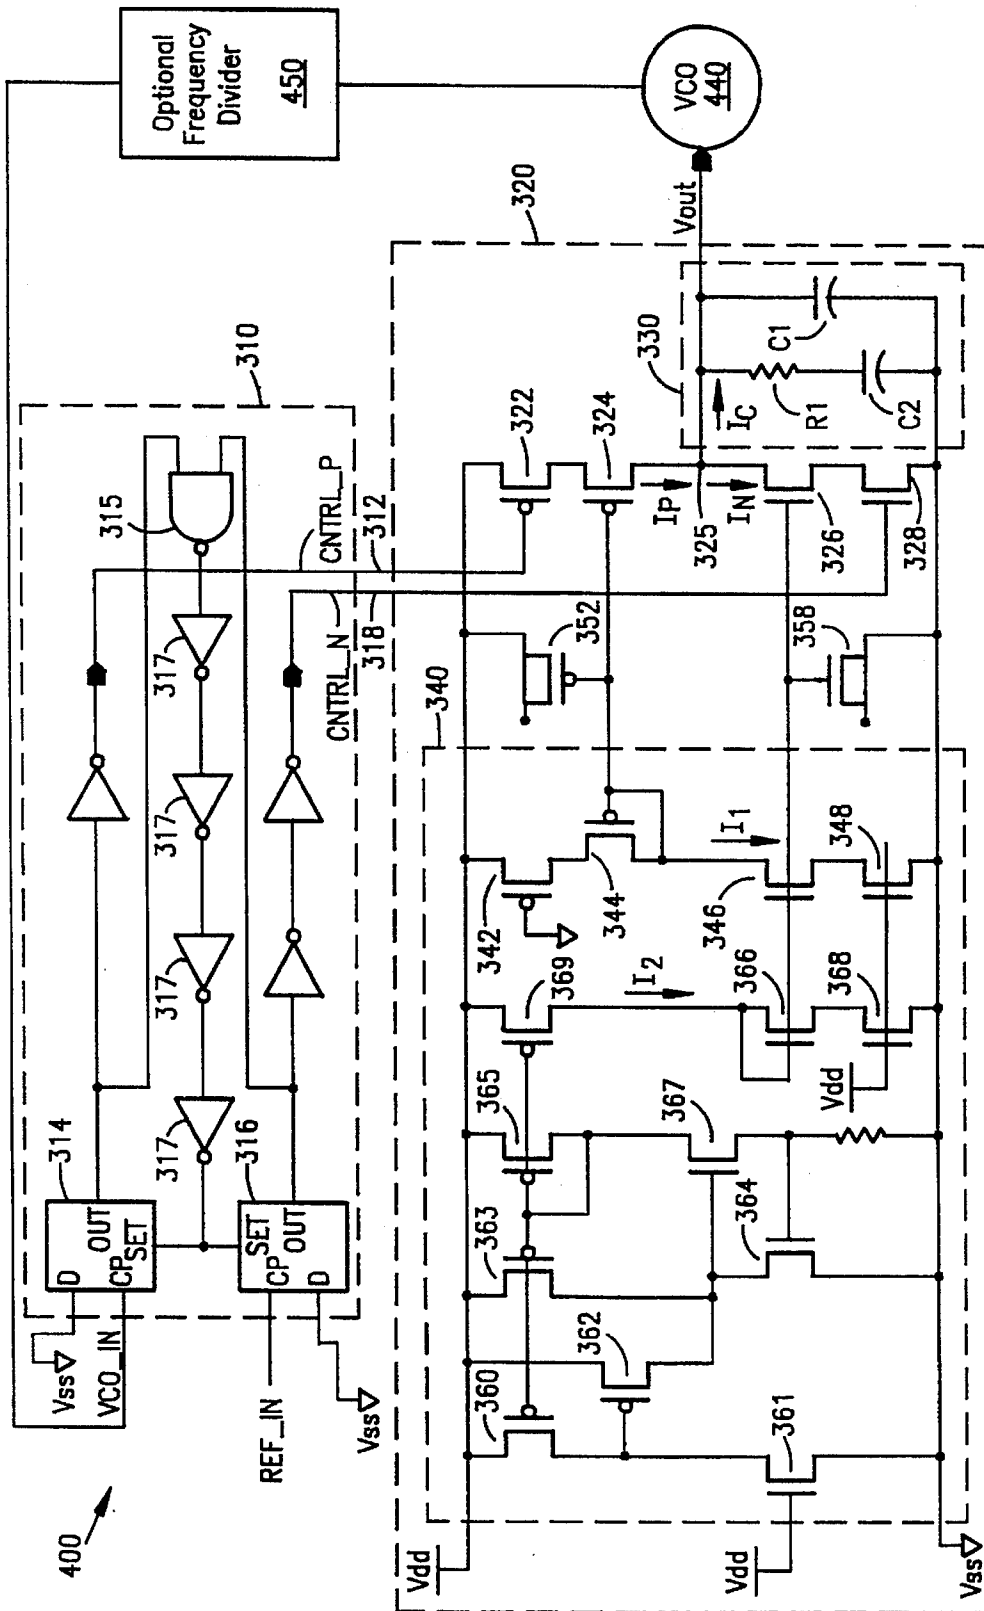 400
Optional
Frequency
Divider
450
VCO
440
Vout
320
310
314
D
OUT
CP
SET
316
SET
CP
OUT
D
Vss
VCO_IN
REF_IN
Vss
315
317
317
317
317
CNTRL_P
312
CNTRL_N
318
322
324
IP
325
IN
326
328
330
IC
R1
C1
C2
340
352
358
342
344
I1
346
348
369
I2
366
368
Vdd
365
367
363
364
362
360
361
Vdd
Vdd
Vss